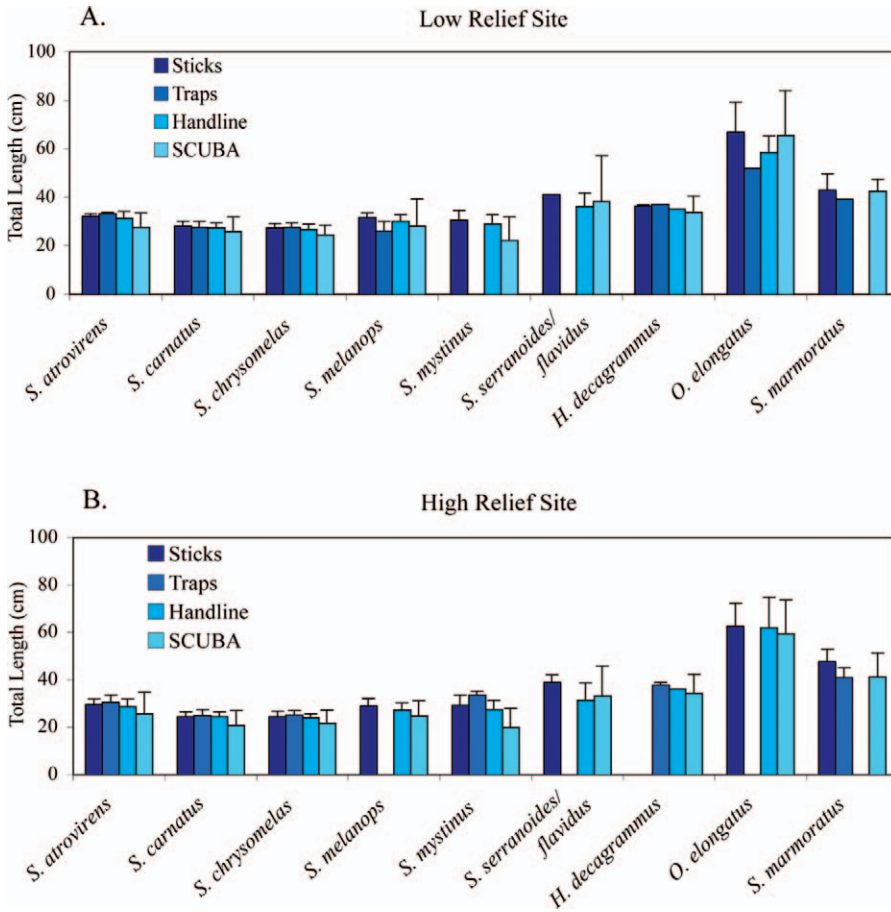 A.
Low Relief Site
Total Length (cm)
100
80
60
40
20
0
Sticks
Traps
Handline
SCUBA
S. atrovirens
S. carnatus
S. chrysomelas
S. melanops
S. mystinus
S. serranoides/
flavidus
H. decagrammus
O. elongatus
S. marmoratus
B.
High Relief Site
Total Length (cm)
100
80
60
40
20
0
Sticks
Traps
Handline
SCUBA
S. atrovirens
S. carnatus
S. chrysomelas
S. melanops
S. mystinus
S. serranoides/
flavidus
H. decagrammus
O. elongatus
S. marmoratus